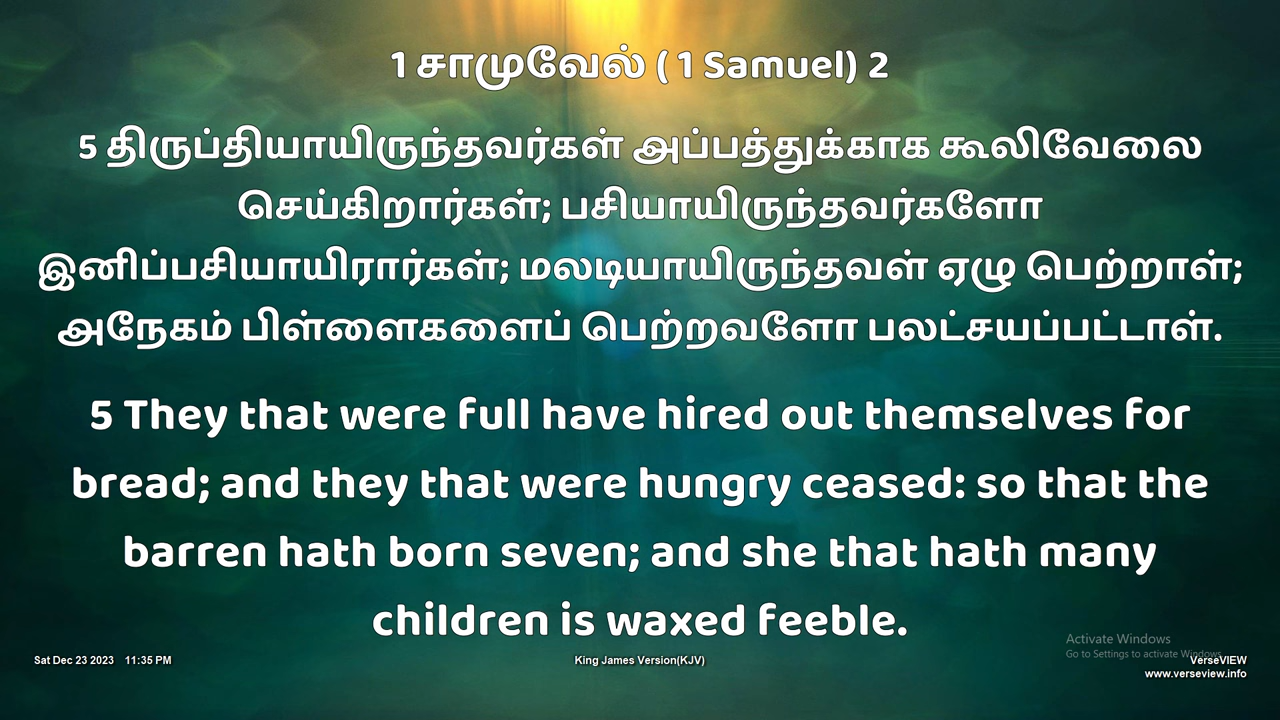 1 சாமுவேல் ( 1 Samuel) 2
5 திருப்தியாயிருந்தவர்கள் அப்பத்துக்காக கூலிவேலை
செய்கிறார்கள்; பசியாயிருந்தவர்களோ
இனிப்பசியாயிரார்கள்; மலடியாயிருந்தவள் ஏழு பெற்றாள்;
அநேகம் பிள்ளைகளைப் பெற்றவளோ பலட்சயப்பட்டாள்.
5 They that were full have hired out themselves for
bread; and they that were hungry ceased: so that the
barren hath born seven; and she that hath many
children is waxed feeble.
Activate Windows
Go to Settings to activate Windows.
Sat Dec 23 2023 11:35 PM
King James Version(KJV)
VerseVIEW
www.verseview.info